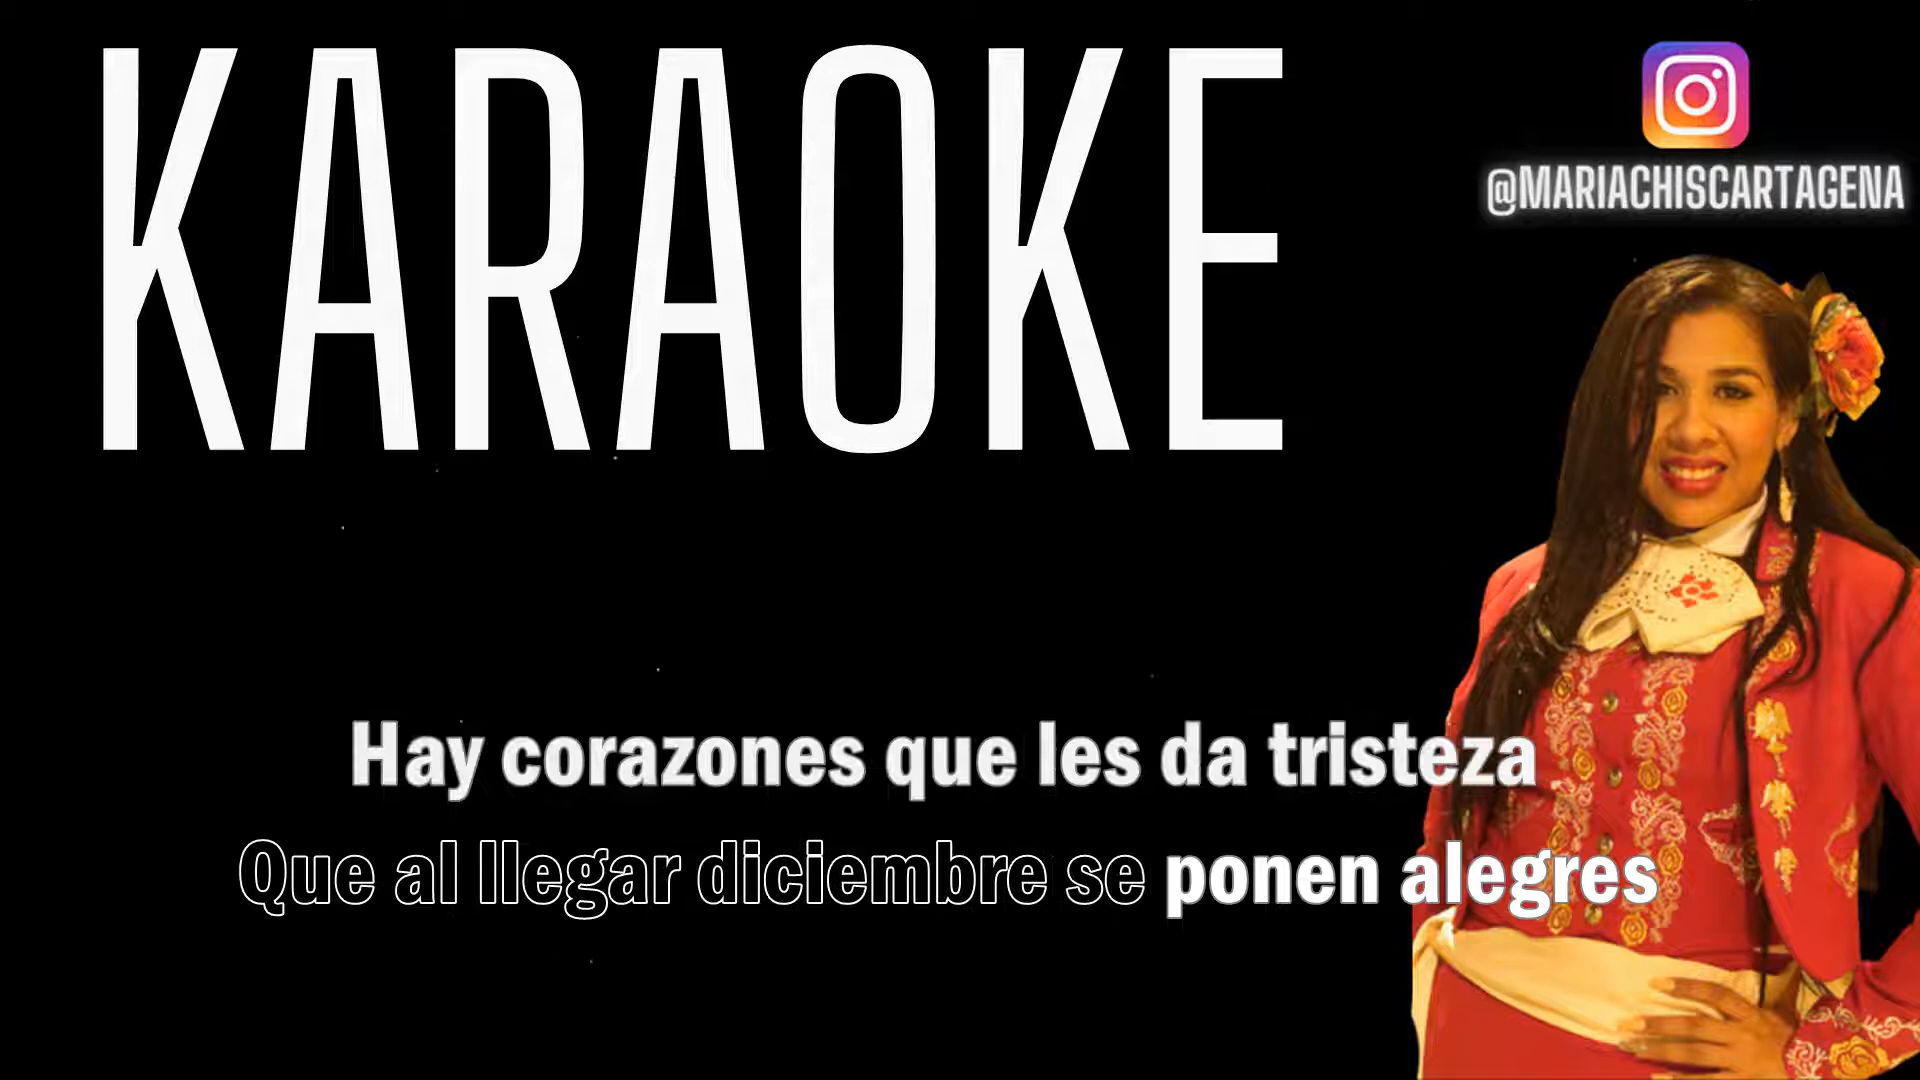 KARAOKE
@MARIACHISCARTAGENA
Hay corazones que les da tristeza
Que al llegar diciembre se ponen alegres